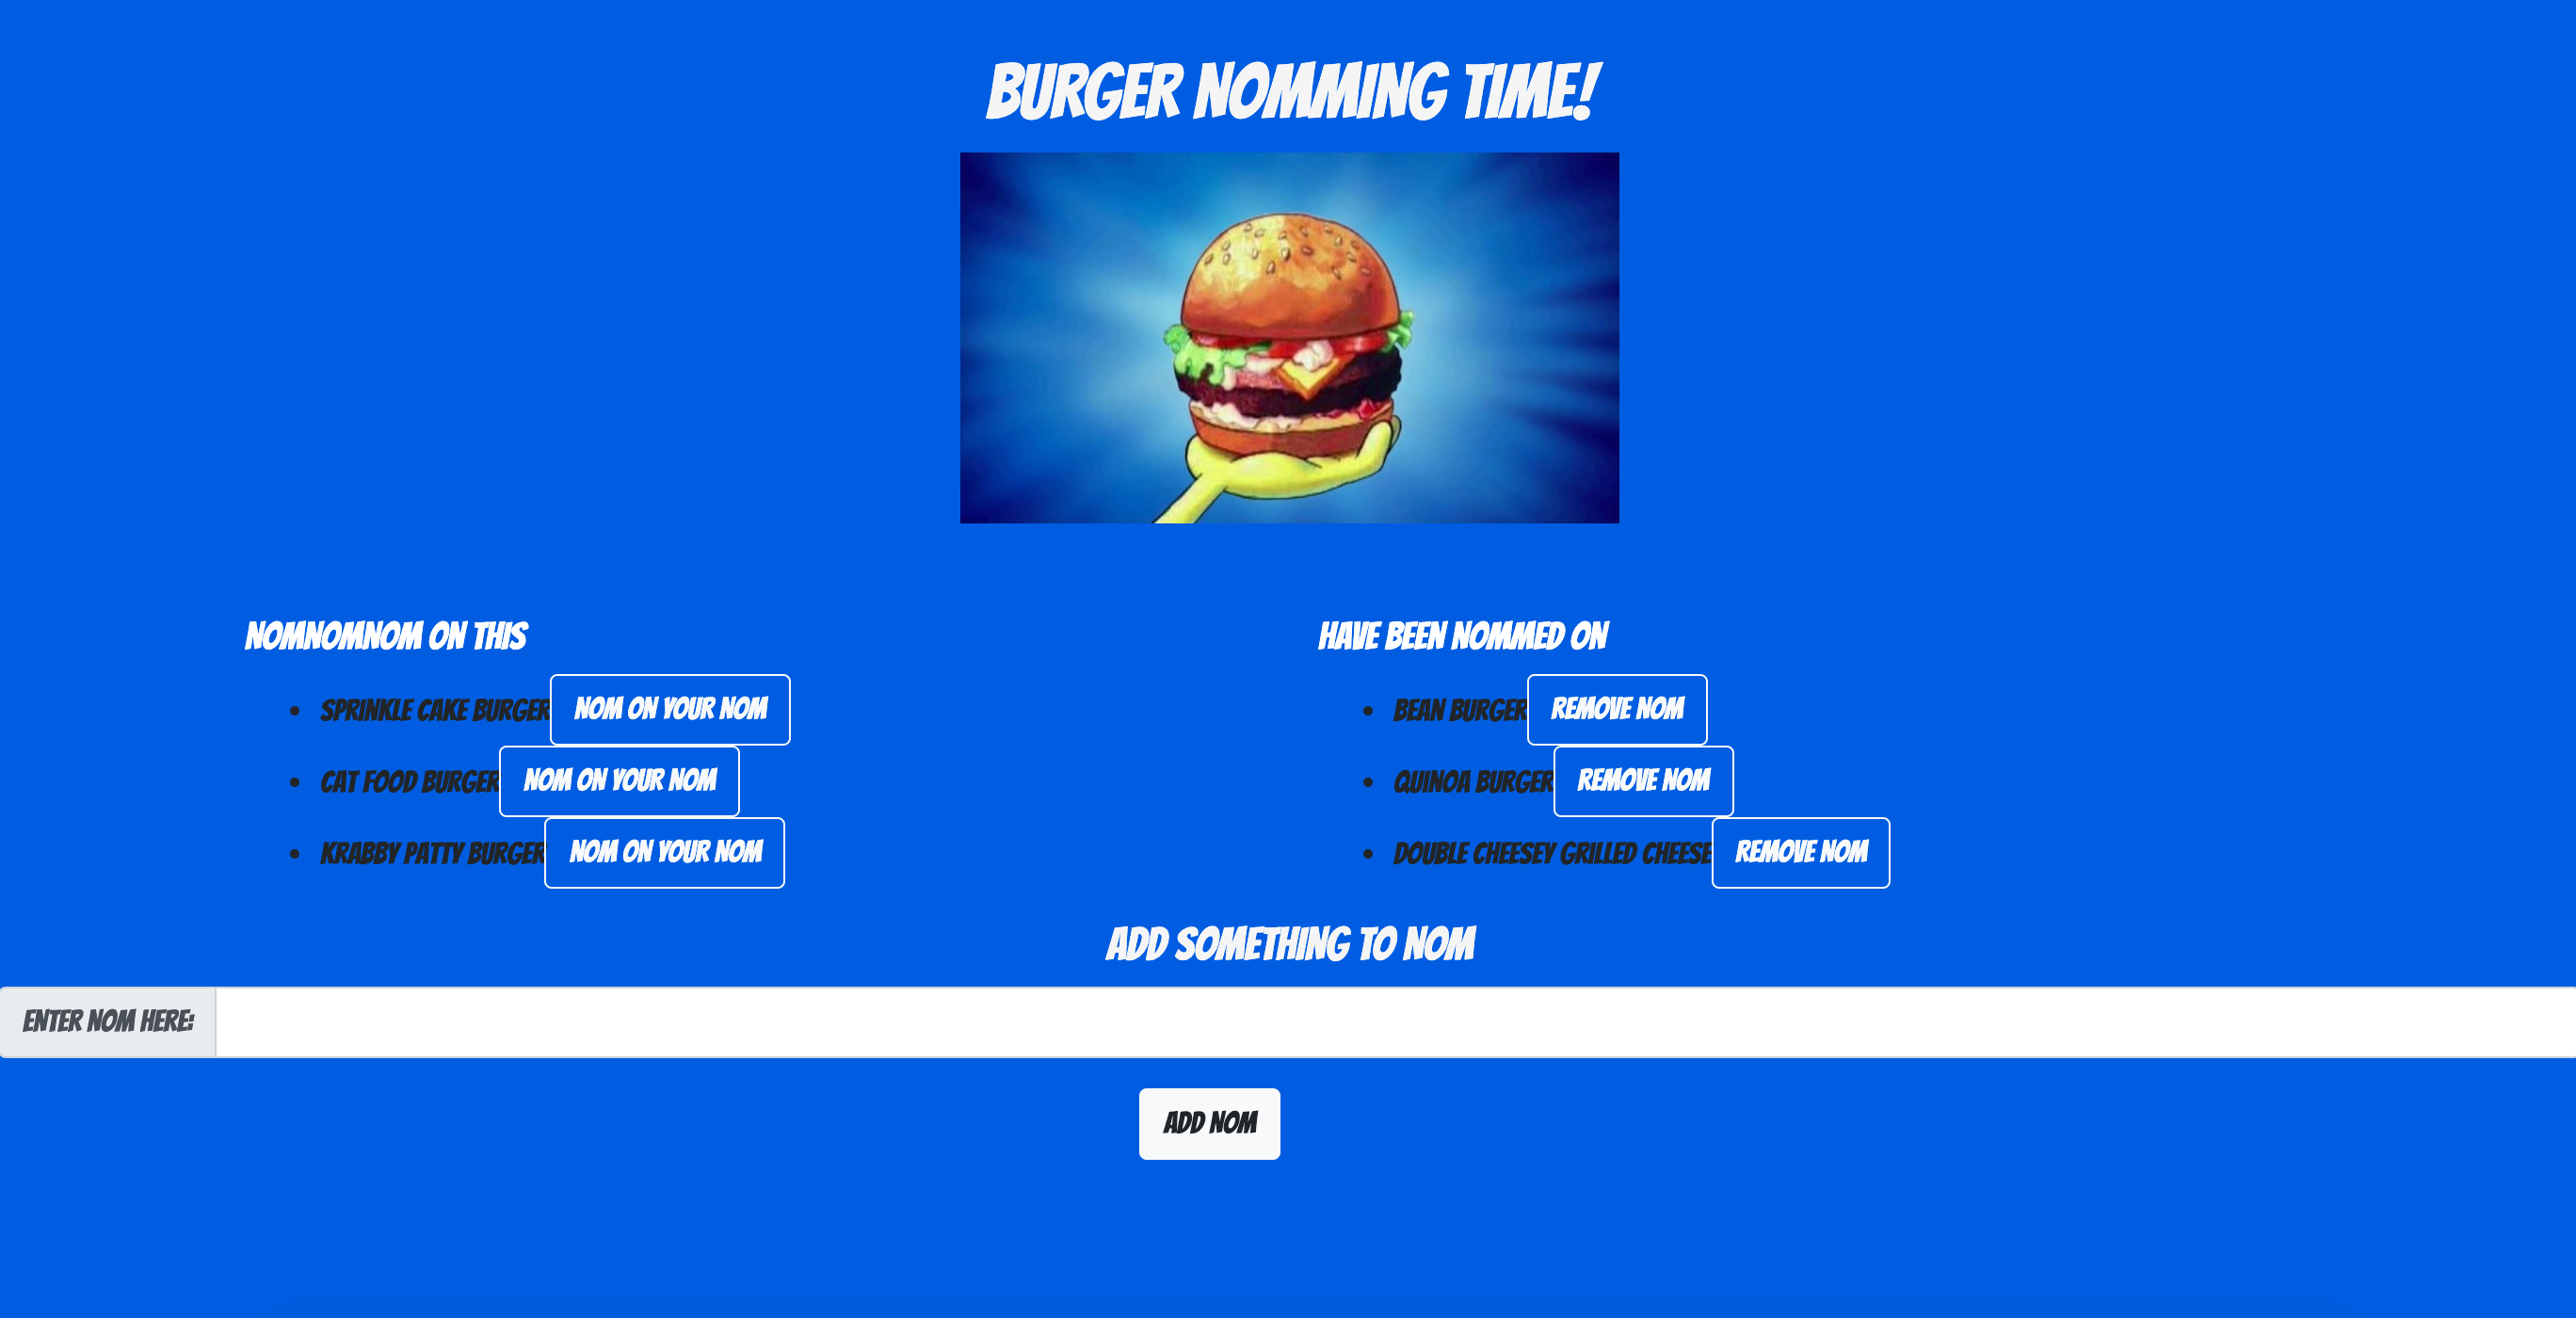 BURGER NOMMING TIME!
NOMNOMNOM ON THIS
SPRINKLE CAKE BURGER NOM ON YOUR NOM
CAT FOOD BURGER NOM ON YOUR NOM
KRABBY PATTY BURGER NOM ON YOUR NOM
HAVE BEEN NOMMED ON
BEAN BURGER REMOVE NOM
QUINOA BURGER REMOVE NOM
DOUBLE CHEESEY GRILLED CHEESE REMOVE NOM
ADD SOMETHING TO NOM
ENTER NOM HERE:
ADD NOM